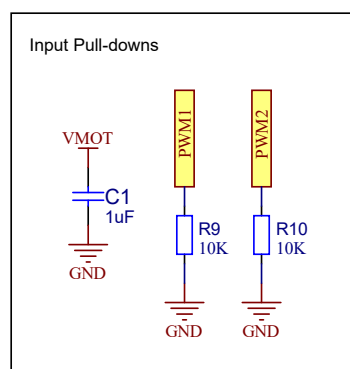 Input Pull-downs
VMOT
C1
1uF
GND
PWM1
R9
10K
GND
PWM2
R10
10K
GND